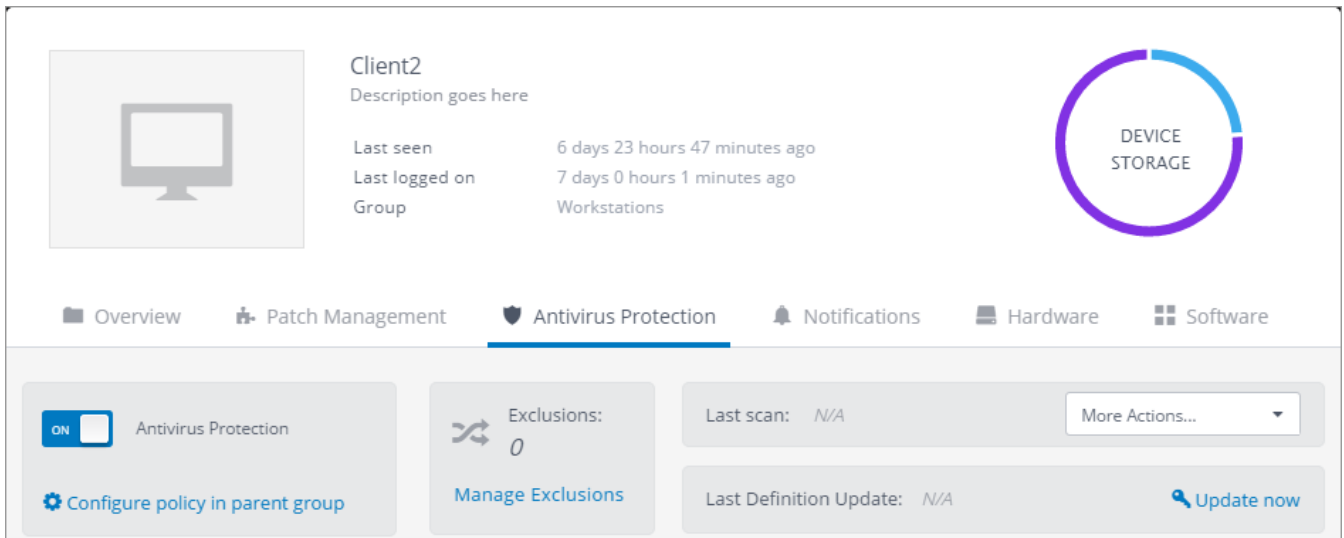 Client2
Description goes here
Last seen 6 days 23 hours 47 minutes ago
Last logged on 7 days 0 hours 1 minutes ago
Group Workstations
DEVICE
STORAGE
Overview Patch Management Antivirus Protection Notifications Hardware Software
ON Antivirus Protection
Configure policy in parent group
Exclusions:
0
Manage Exclusions
Last scan: N/A More Actions...
Last Definition Update: N/A Update now